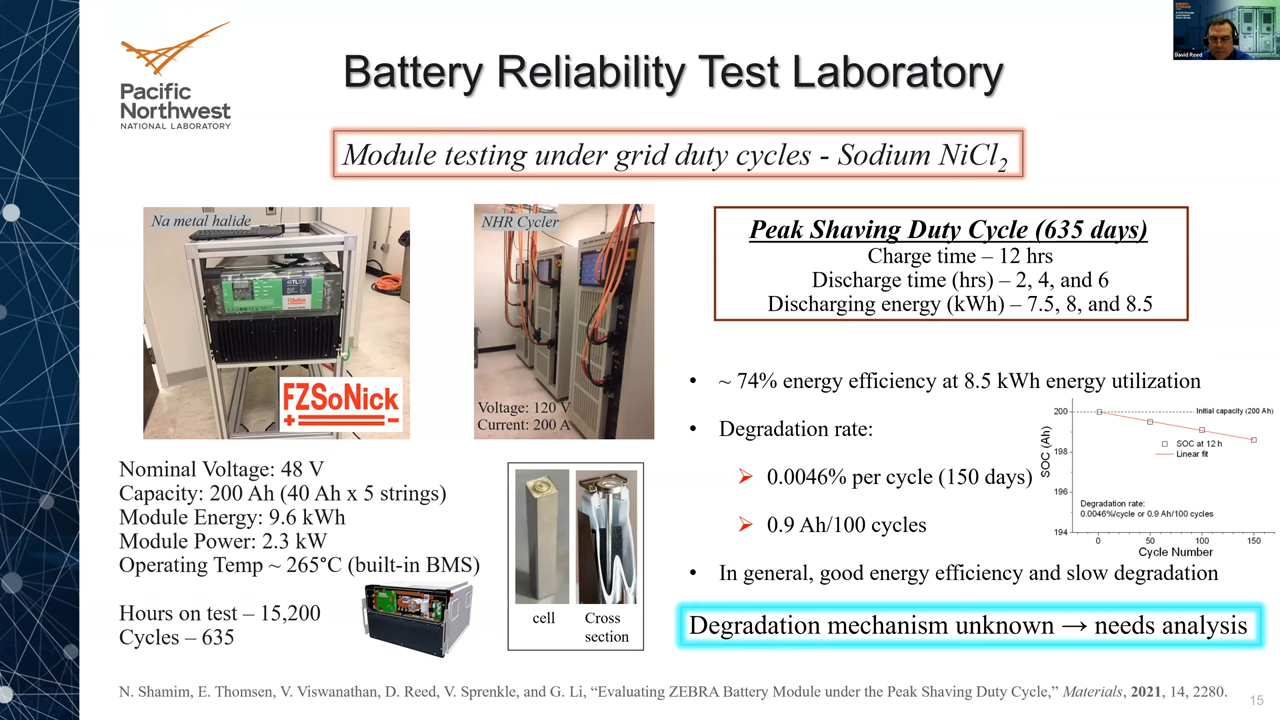 David Reed
Pacific
Northwest
NATIONAL LABORATORY
Battery Reliability Test Laboratory
Module testing under grid duty cycles - Sodium NiCl2
Na metal halide
48TL200
FZSoNick
FZSoNick
NHR Cycler
Voltage: 120 V
Current: 200 A
Peak Shaving Duty Cycle (635 days)
Charge time – 12 hrs
Discharge time (hrs) – 2, 4, and 6
Discharging energy (kWh) – 7.5, 8, and 8.5
Nominal Voltage: 48 V
Capacity: 200 Ah (40 Ah x 5 strings)
Module Energy: 9.6 kWh
Module Power: 2.3 kW
Operating Temp ~ 265°C (built-in BMS)
Hours on test – 15,200
Cycles – 635
cell
Cross
section
• ~ 74% energy efficiency at 8.5 kWh energy utilization
• Degradation rate:
➢ 0.0046% per cycle (150 days)
➢ 0.9 Ah/100 cycles
• In general, good energy efficiency and slow degradation
SOC (Ah)
200
198
196
194
Initial capacity (200 Ah)
SOC at 12 h
Linear fit
Degradation rate:
0.0046%/cycle or 0.9 Ah/100 cycles
0 50 100 150
Cycle Number
Degradation mechanism unknown → needs analysis
N. Shamim, E. Thomsen, V. Viswanathan, D. Reed, V. Sprenkle, and G. Li, “Evaluating ZEBRA Battery Module under the Peak Shaving Duty Cycle,” Materials, 2021, 14, 2280.
15